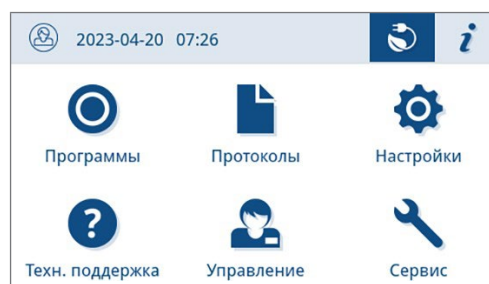 2023-04-20 07:26 i
Программы Протоколы Настройки
?
Техн. поддержка Управление Сервис